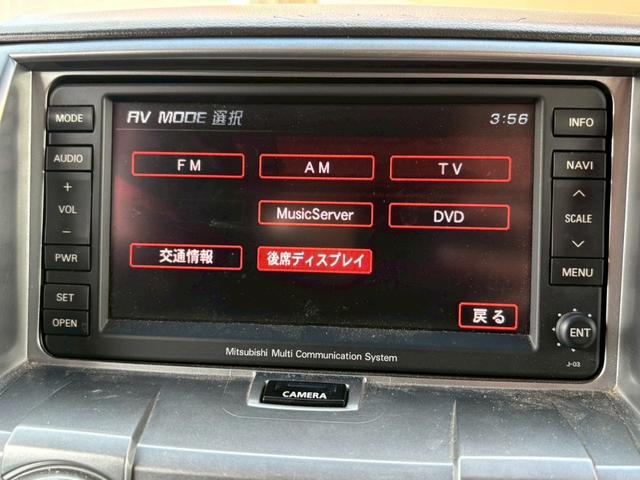 AV MODE 選択
3:56
FM
AM
TV
MusicServer
DVD
交通情報
後席ディスプレイ
戻る
MODE
AUDIO
+
VOL
−
PWR
SET
OPEN
INFO
NAVI
SCALE
MENU
ENT
J-03
Mitsubishi Multi Communication System
CAMERA